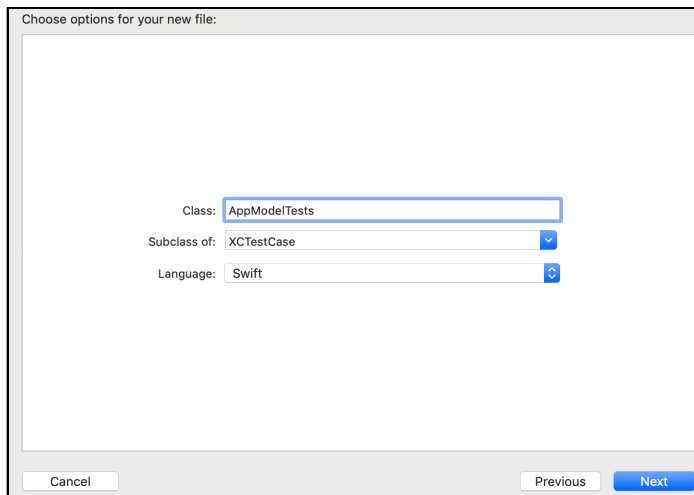 Choose options for your new file:
Class: AppModelTests
Subclass of: XCTestCase
Language: Swift
Cancel Previous Next